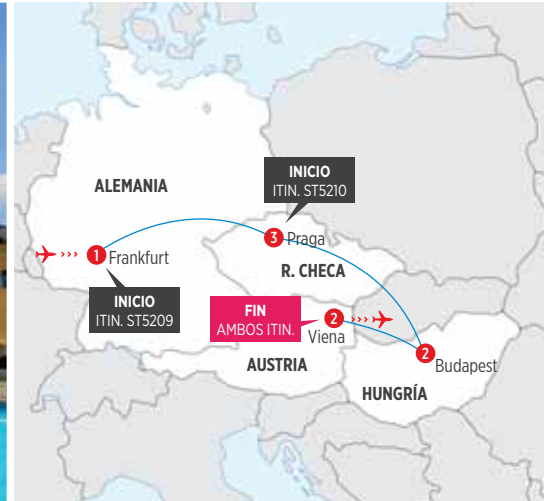 ALEMANIA
INICIO
ITIN. ST5210
3 Praga
1 Frankfurt
R. CHECA
INICIO
ITIN. ST5209
FIN
AMBOS ITIN.
2
Viena
2
Budapest
AUSTRIA
HUNGRÍA